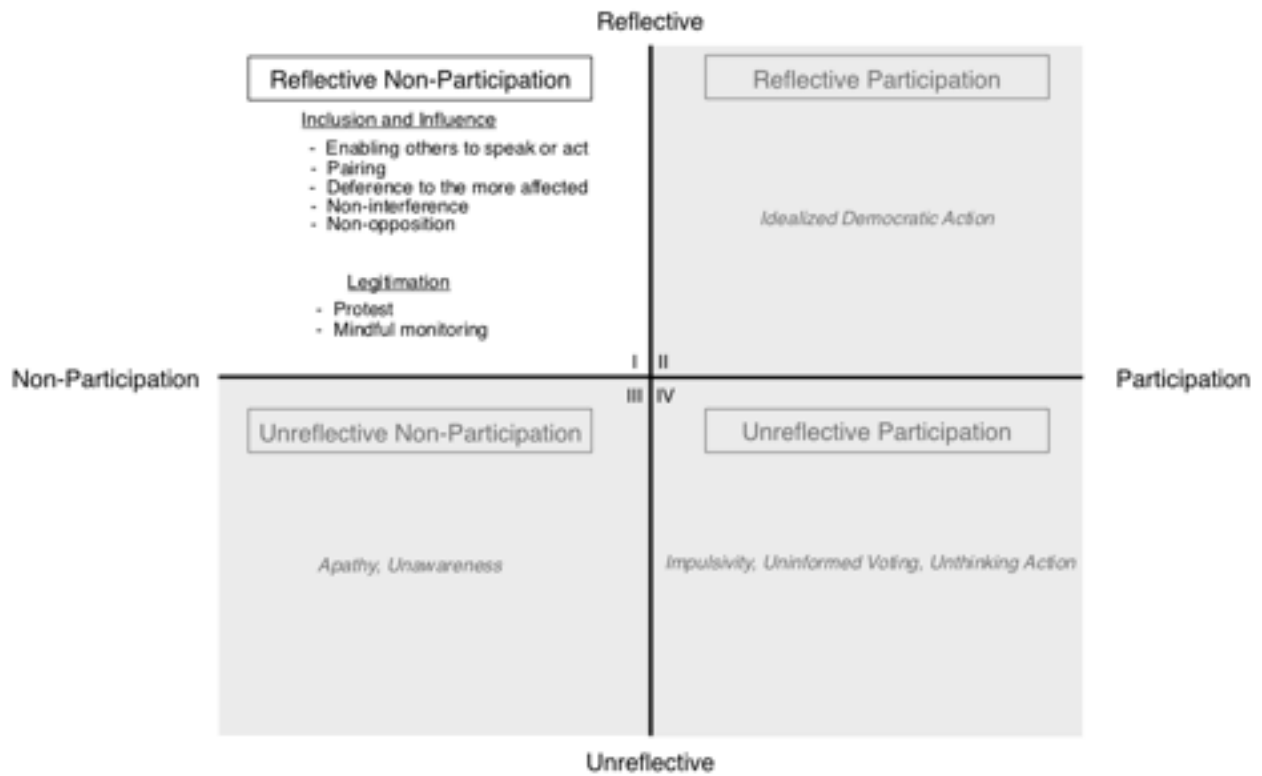 Reflective
Reflective Non-Participation
Inclusion and Influence
- Enabling others to speak or act
- Pairing
- Deference to the more affected
- Non-interference
- Non-opposition
Legitimation
- Protest
- Mindful monitoring
Reflective Participation
Idealized Democratic Action
I II
Non-Participation
Participation
III IV
Unreflective Non-Participation
Apathy, Unawareness
Unreflective Participation
Impulsivity, Uninformed Voting, Unthinking Action
Unreflective